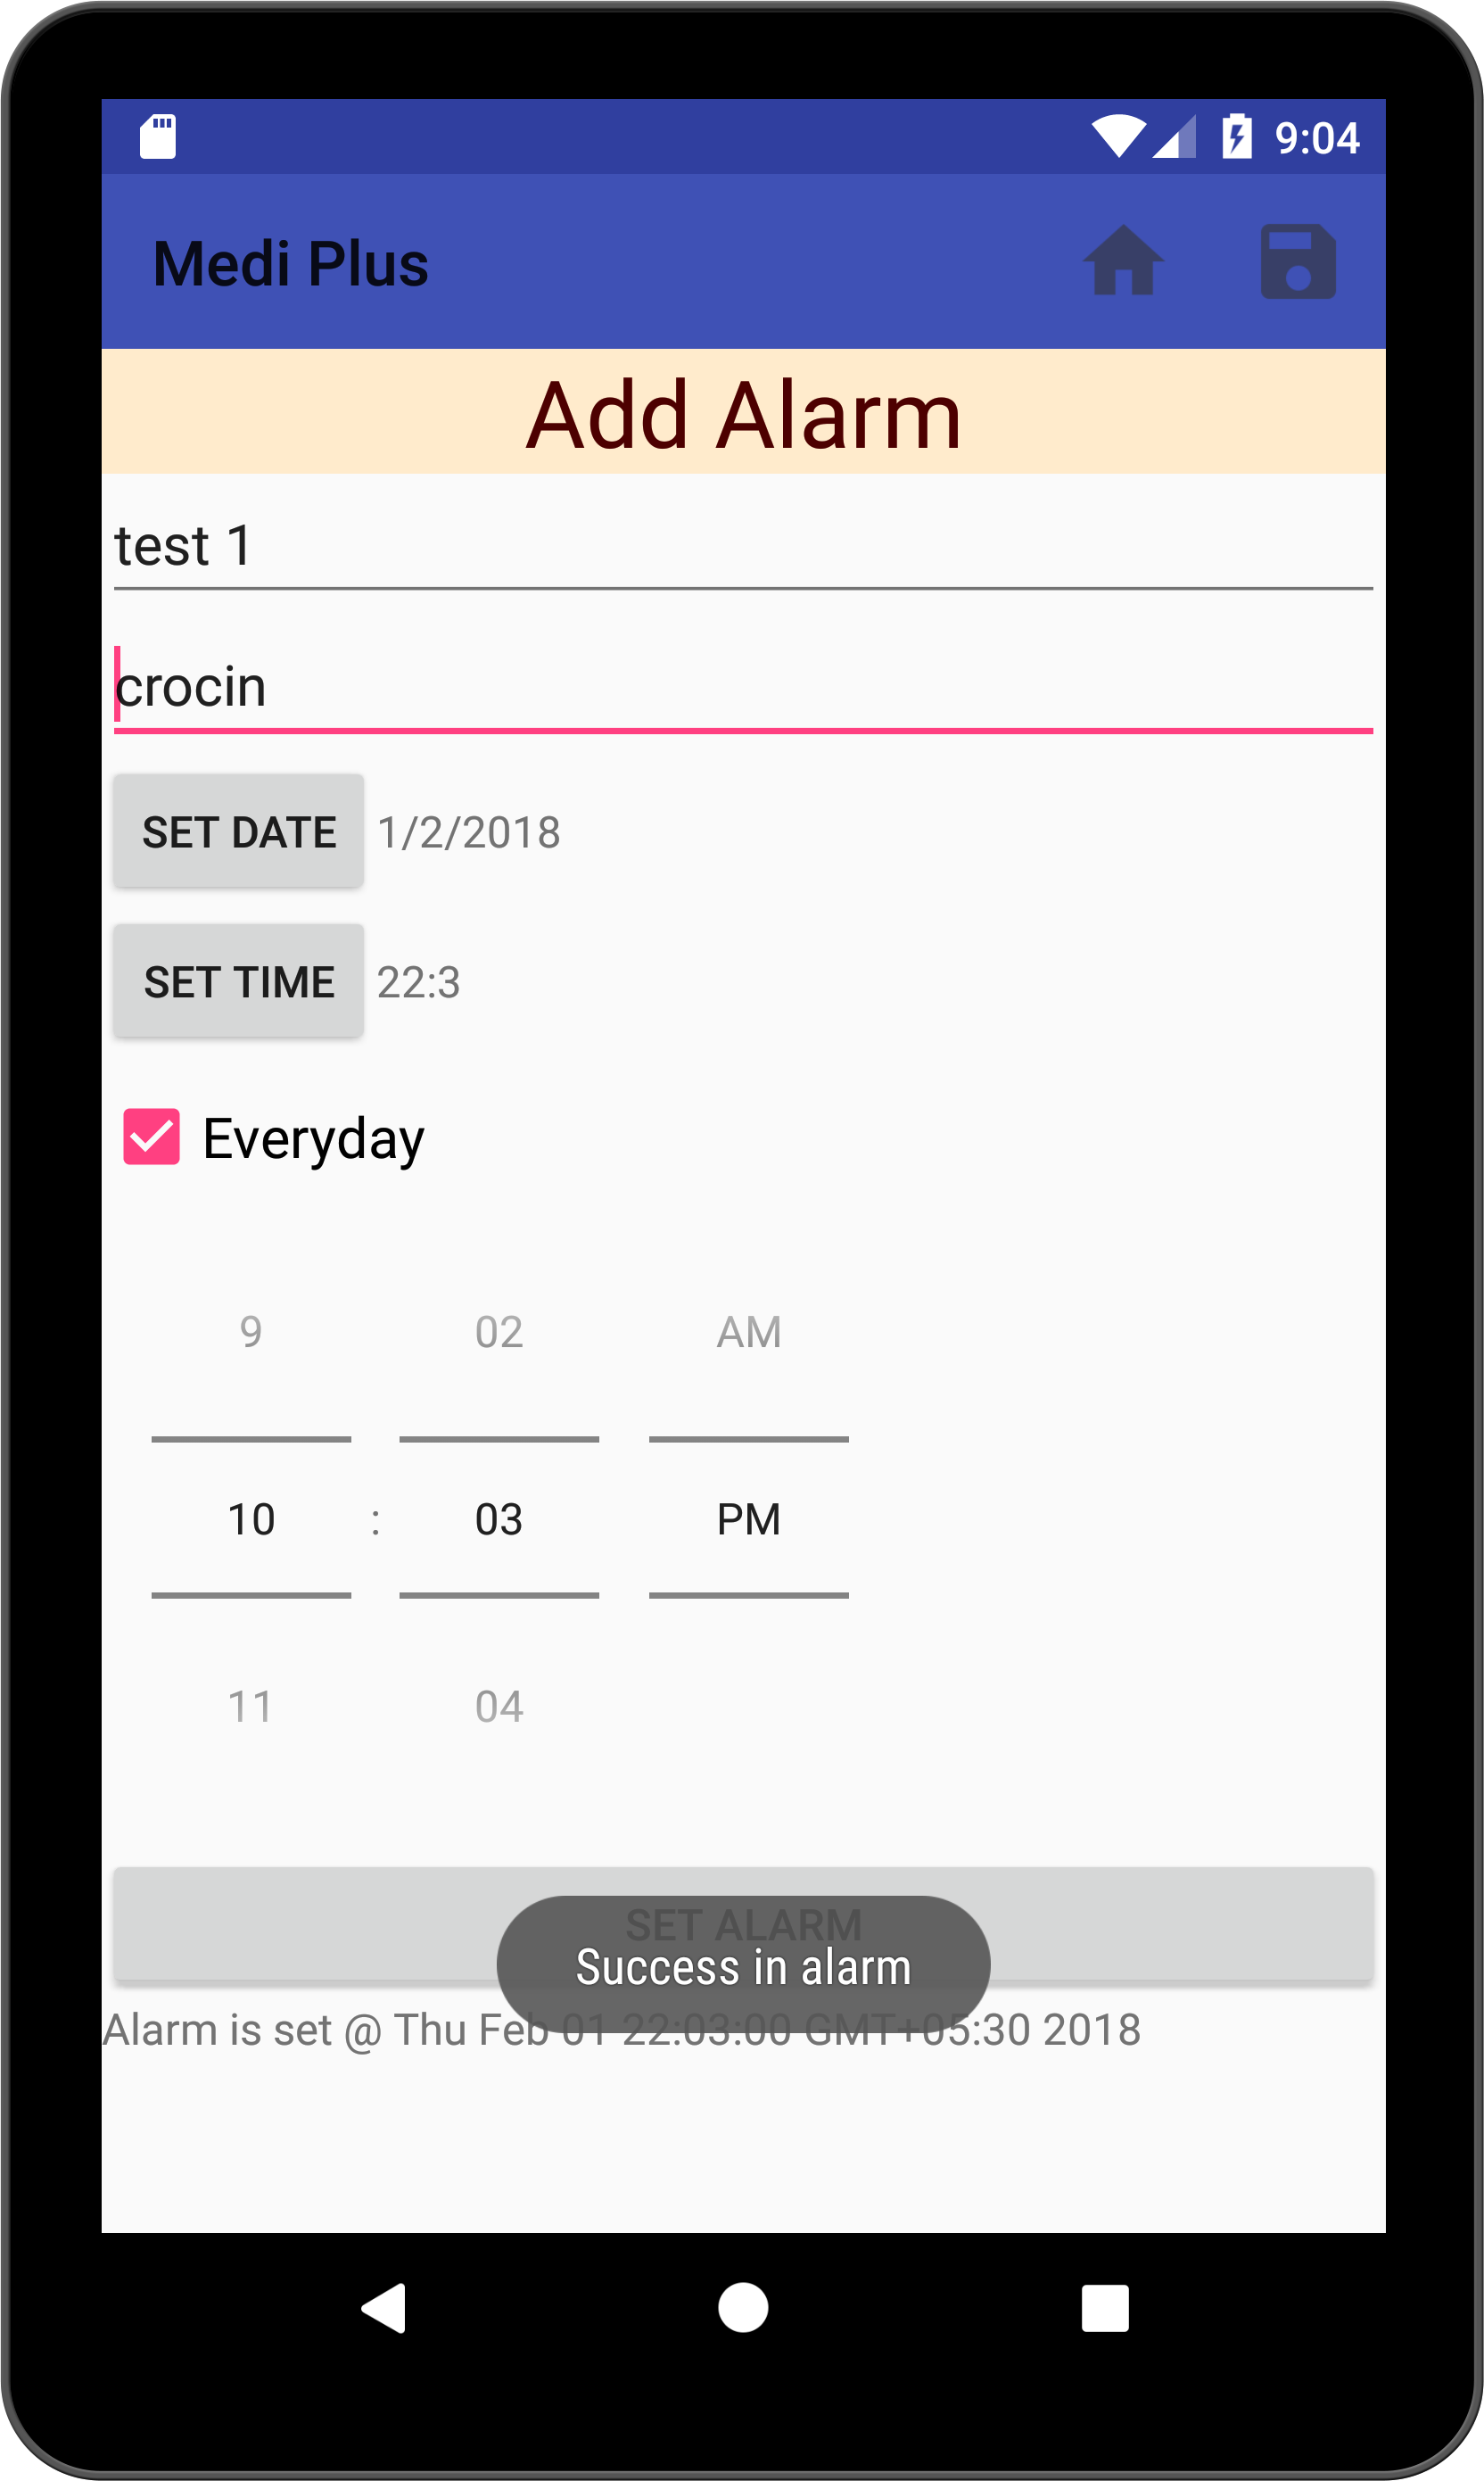 9:04
Medi Plus
Add Alarm
test 1
crocin
SET DATE 1/2/2018
SET TIME 22:3
Everyday
9 02 AM
10 : 03 PM
11 04
SET ALARM
Success in alarm
Alarm is set @ Thu Feb 01 22:03:00 GMT+05:30 2018